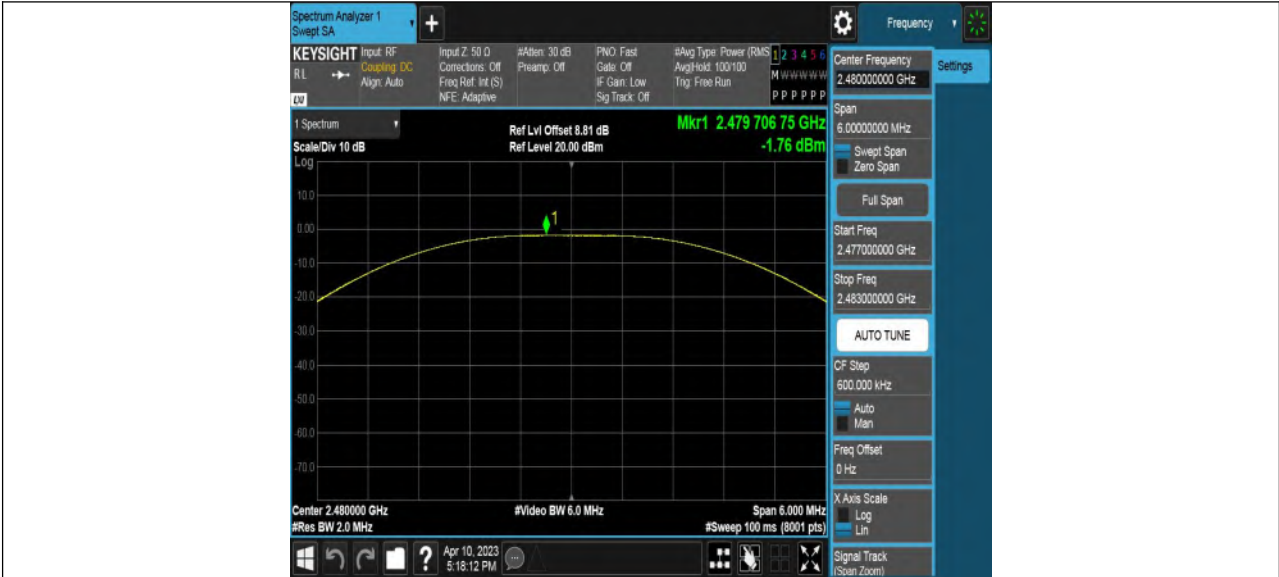 Spectrum Analyzer 1
Swept SA
+
Frequency
KEYSIGHT
RL
LXI
Input: RF
Coupling: DC
Align: Auto
Input Z: 50 Ω
Corrections: Off
Freq Ref: Int (S)
NFE: Adaptive
#Atten: 30 dB
Preamp: Off
PNO: Fast
Gate: Off
IF Gain: Low
Sig Track: Off
#Avg Type: Power (RMS
Avg|Hold: 100/100
Trig: Free Run
1 2 3 4 5 6
M W W W W W
P P P P P P
1 Spectrum
Scale/Div 10 dB
Ref Lvl Offset 8.81 dB
Ref Level 20.00 dBm
Mkr1 2.479 706 75 GHz
-1.76 dBm
Log
10.0
0.00
-10.0
-20.0
-30.0
-40.0
-50.0
-60.0
-70.0
1
Center 2.480000 GHz
#Res BW 2.0 MHz
#Video BW 6.0 MHz
Span 6.000 MHz
#Sweep 100 ms (8001 pts)
Center Frequency
2.480000000 GHz
Span
6.00000000 MHz
Swept Span
Zero Span
Full Span
Start Freq
2.477000000 GHz
Stop Freq
2.483000000 GHz
AUTO TUNE
CF Step
600.000 kHz
Auto
Man
Freq Offset
0 Hz
X Axis Scale
Log
Lin
Signal Track
(Span Zoom)
Settings
?
Apr 10, 2023
5:18:12 PM